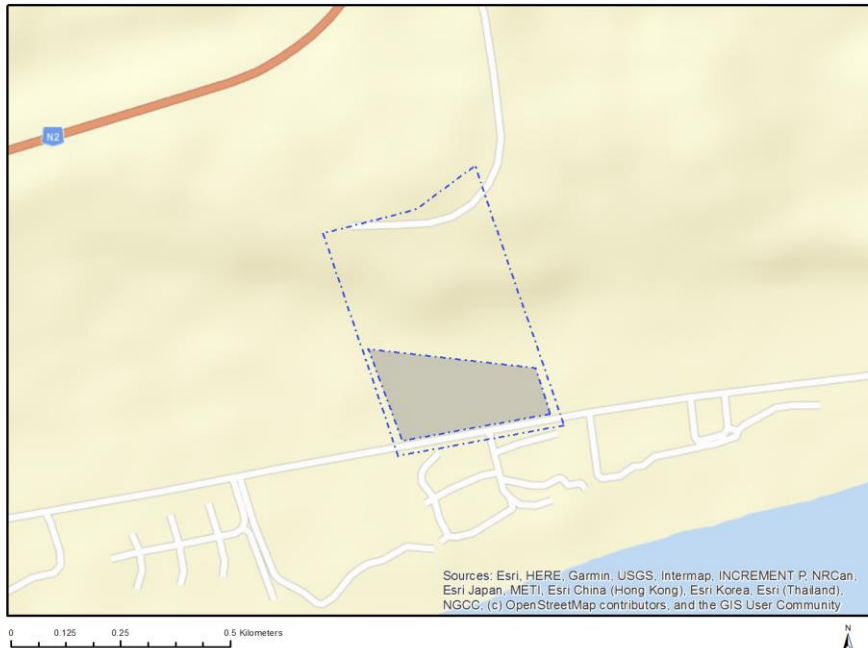 N2
Sources: Esri, HERE, Garmin, USGS, Intermap, INCREMENT P, NRCan,
Esri Japan, METI, Esri China (Hong Kong), Esri Korea, Esri (Thailand),
NGCC, (c) OpenStreetMap contributors, and the GIS User Community
0 0.125 0.25 0.5 Kilometers
N